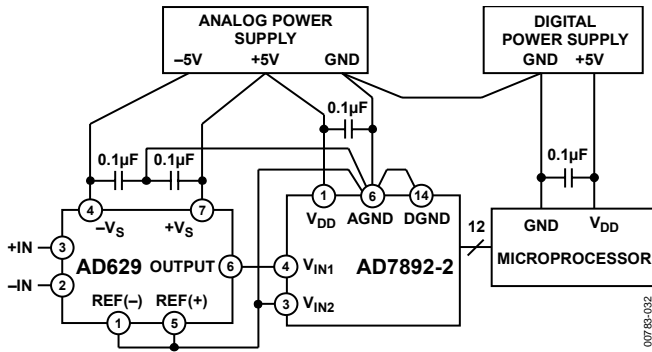 ANALOG POWER
SUPPLY
–5V +5V GND
DIGITAL
POWER SUPPLY
GND +5V
0.1µF
0.1µF 0.1µF
0.1µF
4 7
–VS +VS
1 6 14
VDD AGND DGND
GND VDD
12
MICROPROCESSOR
+IN 3
–IN 2
AD629 OUTPUT 6
REF(–) REF(+)
1 5
4 VIN1
AD7892-2
3 VIN2
00783-032